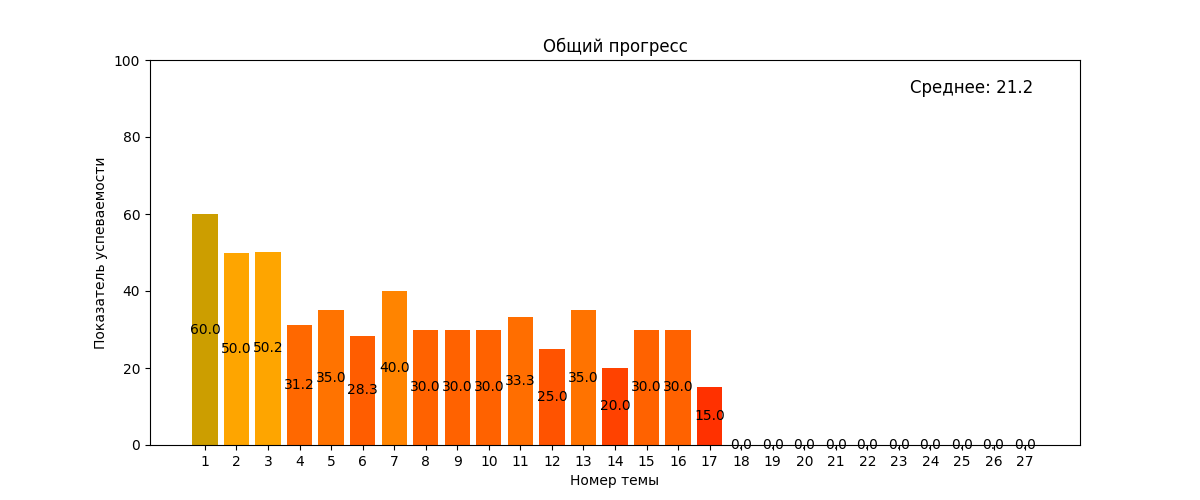 Общий прогресс
Среднее: 21.2
Показатель успеваемости
100
80
60
40
20
0
60.0 50.0 50.2 31.2 35.0 28.3 40.0 30.0 30.0 30.0 33.3 25.0 35.0 20.0 30.0 30.0 15.0 0.0 0.0 0.0 0.0 0.0 0.0 0.0 0.0 0.0 0.0
1 2 3 4 5 6 7 8 9 10 11 12 13 14 15 16 17 18 19 20 21 22 23 24 25 26 27
Номер темы